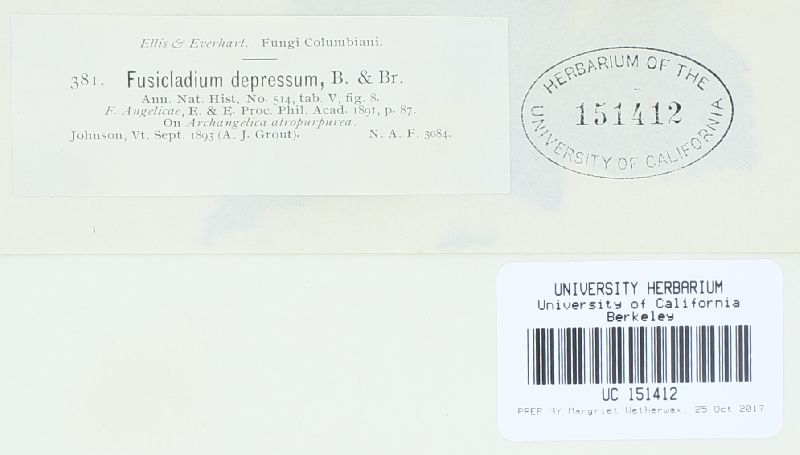 Ellis & Everhart. Fungi Columbiani.
381. Fusicladium depressum, B. & Br.
Ann. Nat. Hist. No. 514, tab. V, fig. 8.
F. Angelicae, E. & E. Proc. Phil. Acad. 1891, p. 87.
On Archangelica atropurpurea.
Johnson, Vt. Sept. 1893 (A. J. Grout). N. A. F. 3084.
HERBARIUM OF THE
151412
UNIVERSITY OF CALIFORNIA
UNIVERSITY HERBARIUM
University of California
Berkeley
UC 151412
PREP BY Margriet Wetherwax, 25 Oct 2017